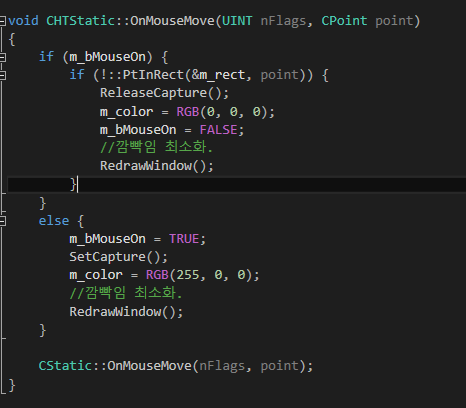 void CHTStatic::OnMouseMove(UINT nFlags, CPoint point)
{
    if (m_bMouseOn) {
        if (!::PtInRect(&m_rect, point)) {
            ReleaseCapture();
            m_color = RGB(0, 0, 0);
            m_bMouseOn = FALSE;
            //깜빡임 최소화.
            RedrawWindow();
        }
    }
    else {
        m_bMouseOn = TRUE;
        SetCapture();
        m_color = RGB(255, 0, 0);
        //깜빡임 최소화.
        RedrawWindow();
    }

    CStatic::OnMouseMove(nFlags, point);
}